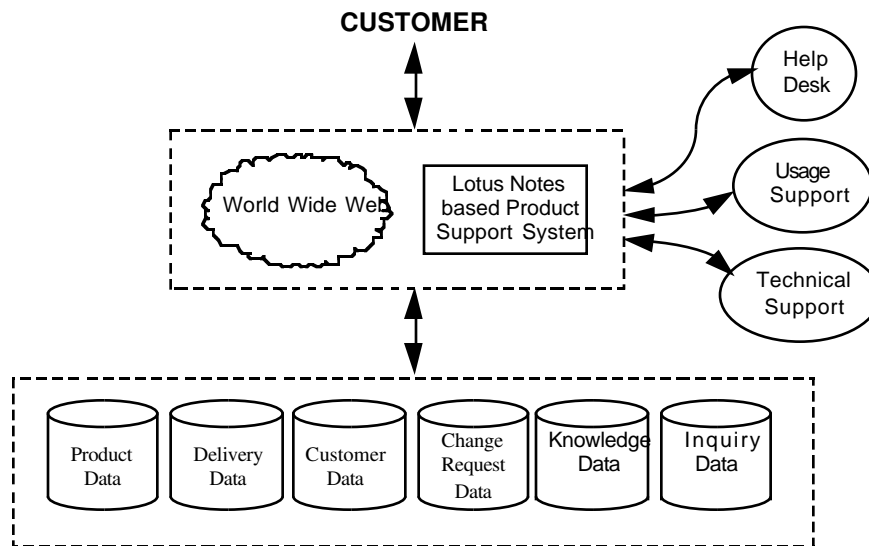 CUSTOMER
Help
Desk
World Wide Web
Lotus Notes
based Product
Support System
Usage
Support
Technical
Support
Product
Data
Delivery
Data
Customer
Data
Change
Request
Data
Knowledge
Data
Inquiry
Data